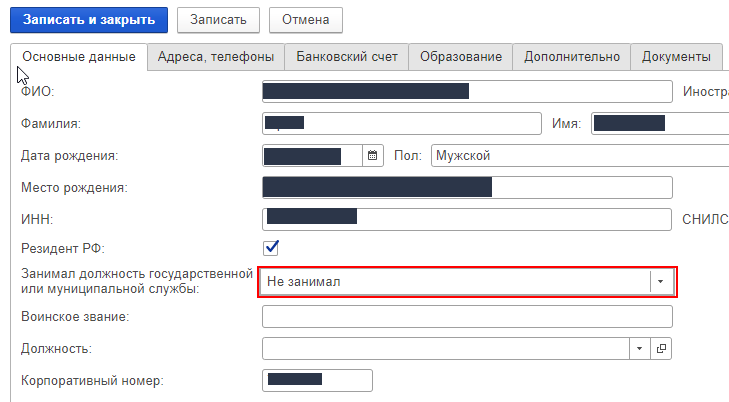 Записать и закрыть Записать Отмена
Основные данные Адреса, телефоны Банковский счет Образование Дополнительно Документы
ФИО: Иностра
Фамилия: Имя:
Дата рождения: Пол: Мужской
Место рождения:
ИНН: СНИЛС
Резидент РФ:
Занимал должность государственной
или муниципальной службы: Не занимал
Воинское звание:
Должность:
Корпоративный номер: